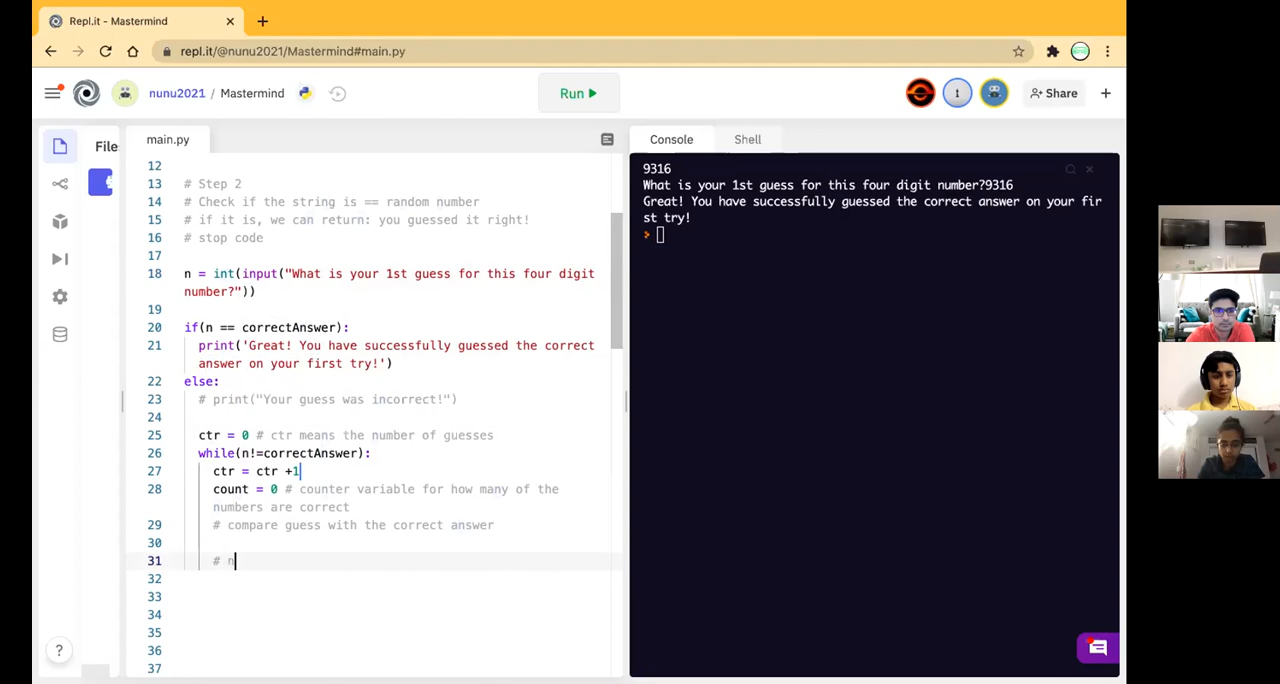 Repl.it - Mastermind
repl.it/@nunu2021/Mastermind#main.py
nunu2021 / Mastermind
Run
1
Share
Files
main.py
Console
Shell
12
13 # Step 2
14 # Check if the string is == random number
15 # if it is, we can return: you guessed it right!
16 # stop code
17
18 n = int(input("What is your 1st guess for this four digit
number?"))
19
20 if(n == correctAnswer):
21 print('Great! You have successfully guessed the correct
answer on your first try!')
22 else:
23 # print("Your guess was incorrect!")
24
25 ctr = 0 # ctr means the number of guesses
26 while(n!=correctAnswer):
27 ctr = ctr +1
28 count = 0 # counter variable for how many of the
numbers are correct
29 # compare guess with the correct answer
30
31 # n
32
33
34
35
36
37
?
9316
What is your 1st guess for this four digit number?9316
Great! You have successfully guessed the correct answer on your fir
st try!